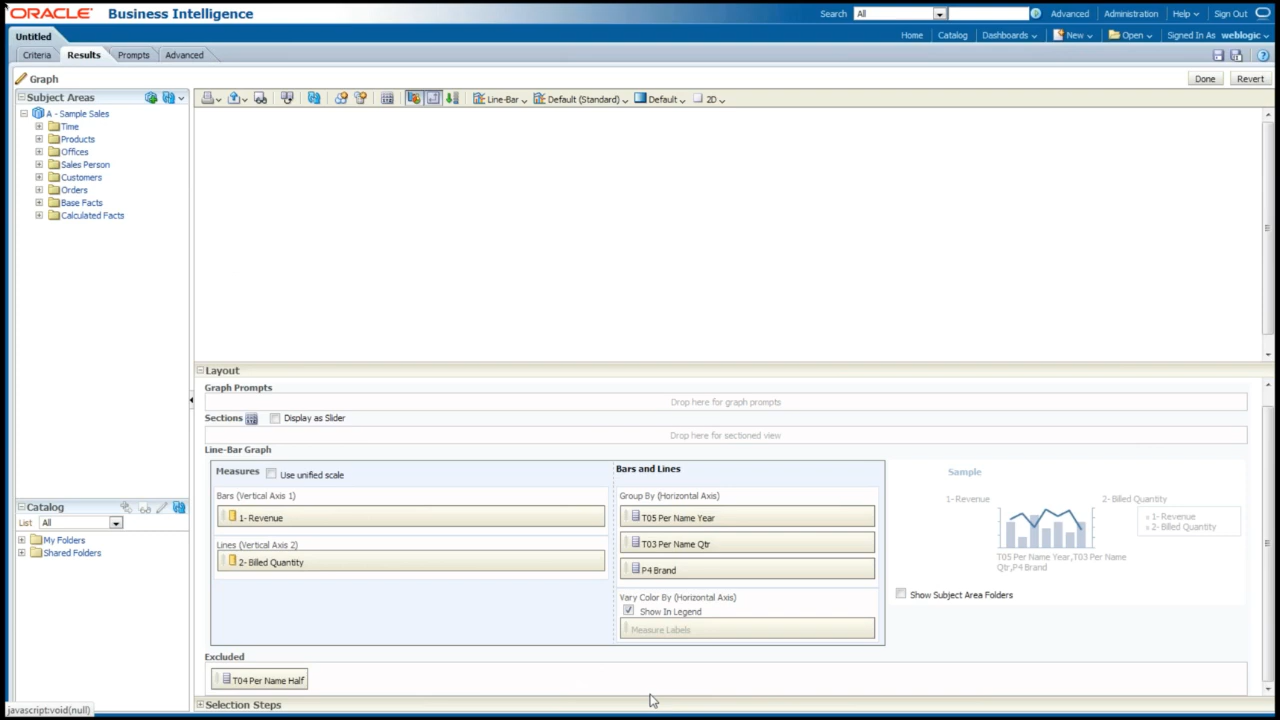 ORACLE Business Intelligence
Search All Advanced Administration Help Sign Out
Untitled
Home Catalog Dashboards New Open Signed In As weblogic
Criteria Results Prompts Advanced
Graph
Done Revert
Subject Areas
Line-Bar Default (Standard) Default 2D
A - Sample Sales
Time
Products
Offices
Sales Person
Customers
Orders
Base Facts
Calculated Facts
Layout
Graph Prompts
Drop here for graph prompts
Sections Display as Slider
Drop here for sectioned view
Line-Bar Graph
Measures Use unified scale
Bars (Vertical Axis 1)
1- Revenue
Lines (Vertical Axis 2)
2- Billed Quantity
Bars and Lines
Group By (Horizontal Axis)
T05 Per Name Year
T03 Per Name Qtr
P4 Brand
Vary Color By (Horizontal Axis)
Show In Legend
Measure Labels
Sample
1- Revenue 2- Billed Quantity
1- Revenue
2- Billed Quantity
T05 Per Name Year,T03 Per Name
Qtr,P4 Brand
Show Subject Area Folders
Excluded
T04 Per Name Half
Selection Steps
Catalog
List All
My Folders
Shared Folders
javascript:void(null)